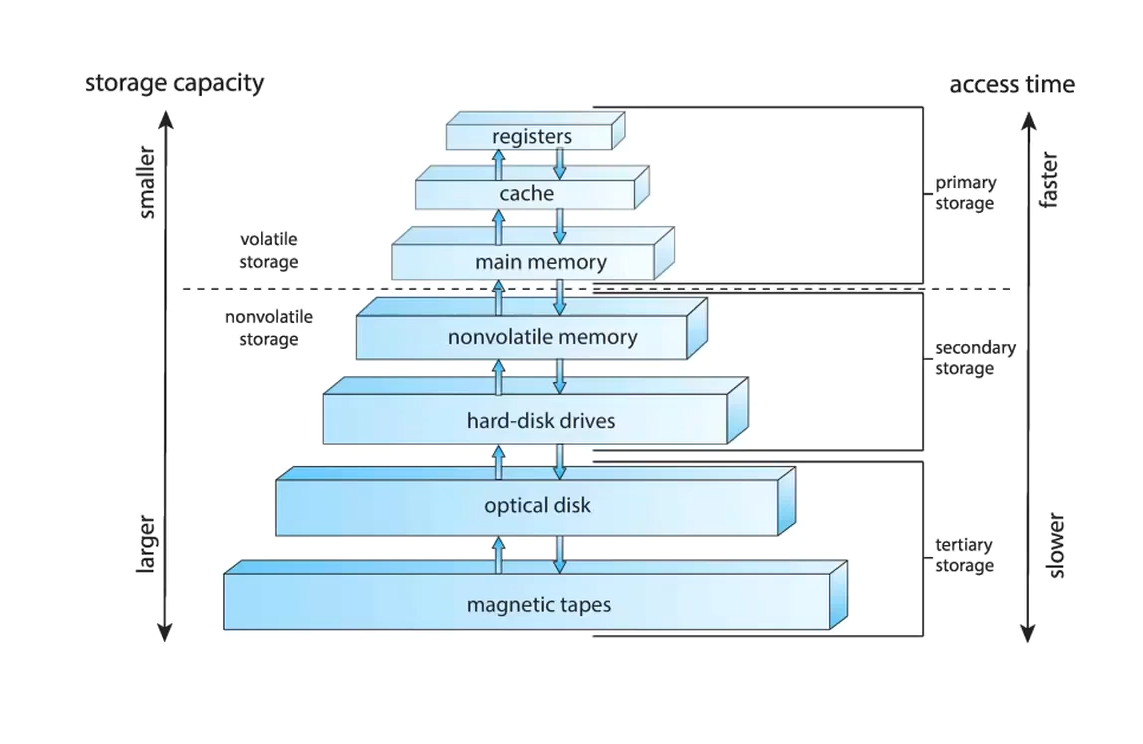 storage capacity
access time
smaller
larger
volatile
storage
nonvolatile
storage
registers
cache
main memory
nonvolatile memory
hard-disk drives
optical disk
magnetic tapes
primary
storage
secondary
storage
tertiary
storage
faster
slower